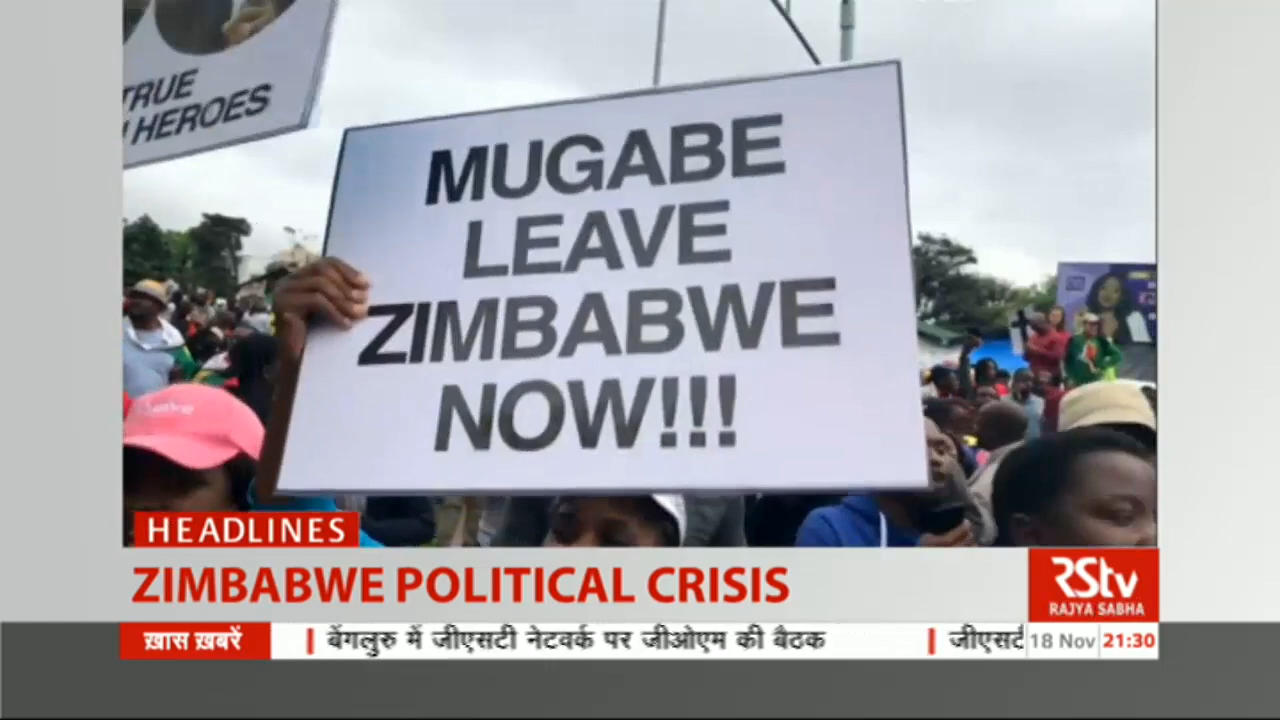 TRUE
HEROES
MUGABE
LEAVE
ZIMBABWE
NOW!!!
HEADLINES
ZIMBABWE POLITICAL CRISIS
RStv
RAJYA SABHA
ख़ास ख़बरें
बेंगलुरु में जीएसटी नेटवर्क पर जीओएम की बैठक
जीएसटी
18 Nov 21:30